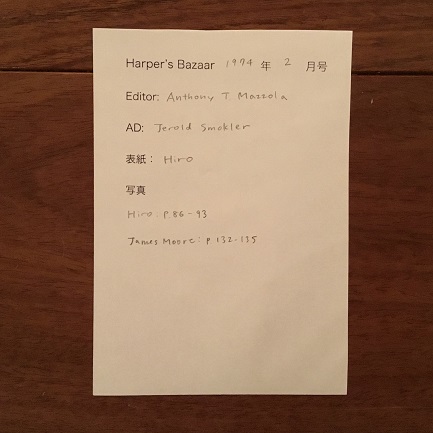 Harper's Bazaar 1974 年 2 月号
Editor: Anthony T. Mazzola
AD: Jerold Smokler
表紙： Hiro
写真
Hiro: P.86-93
James Moore: P.132-135